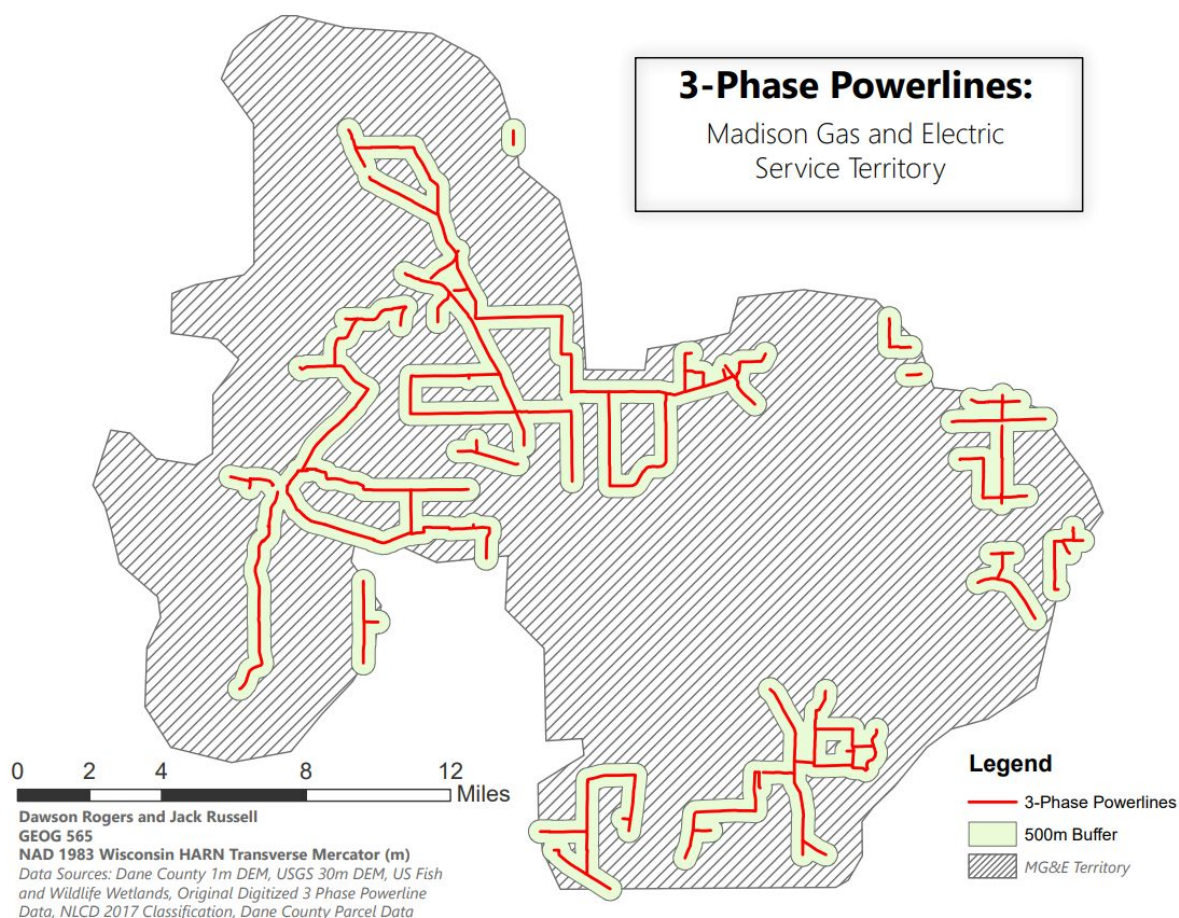 3-Phase Powerlines:
Madison Gas and Electric
Service Territory
0 2 4 8 12
Miles
Dawson Rogers and Jack Russell
GEOG 565
NAD 1983 Wisconsin HARN Transverse Mercator (m)
Data Sources: Dane County 1m DEM, USGS 30m DEM, US Fish
and Wildlife Wetlands, Original Digitized 3 Phase Powerline
Data, NLCD 2017 Classification, Dane County Parcel Data
Legend
3-Phase Powerlines
500m Buffer
MG&E Territory